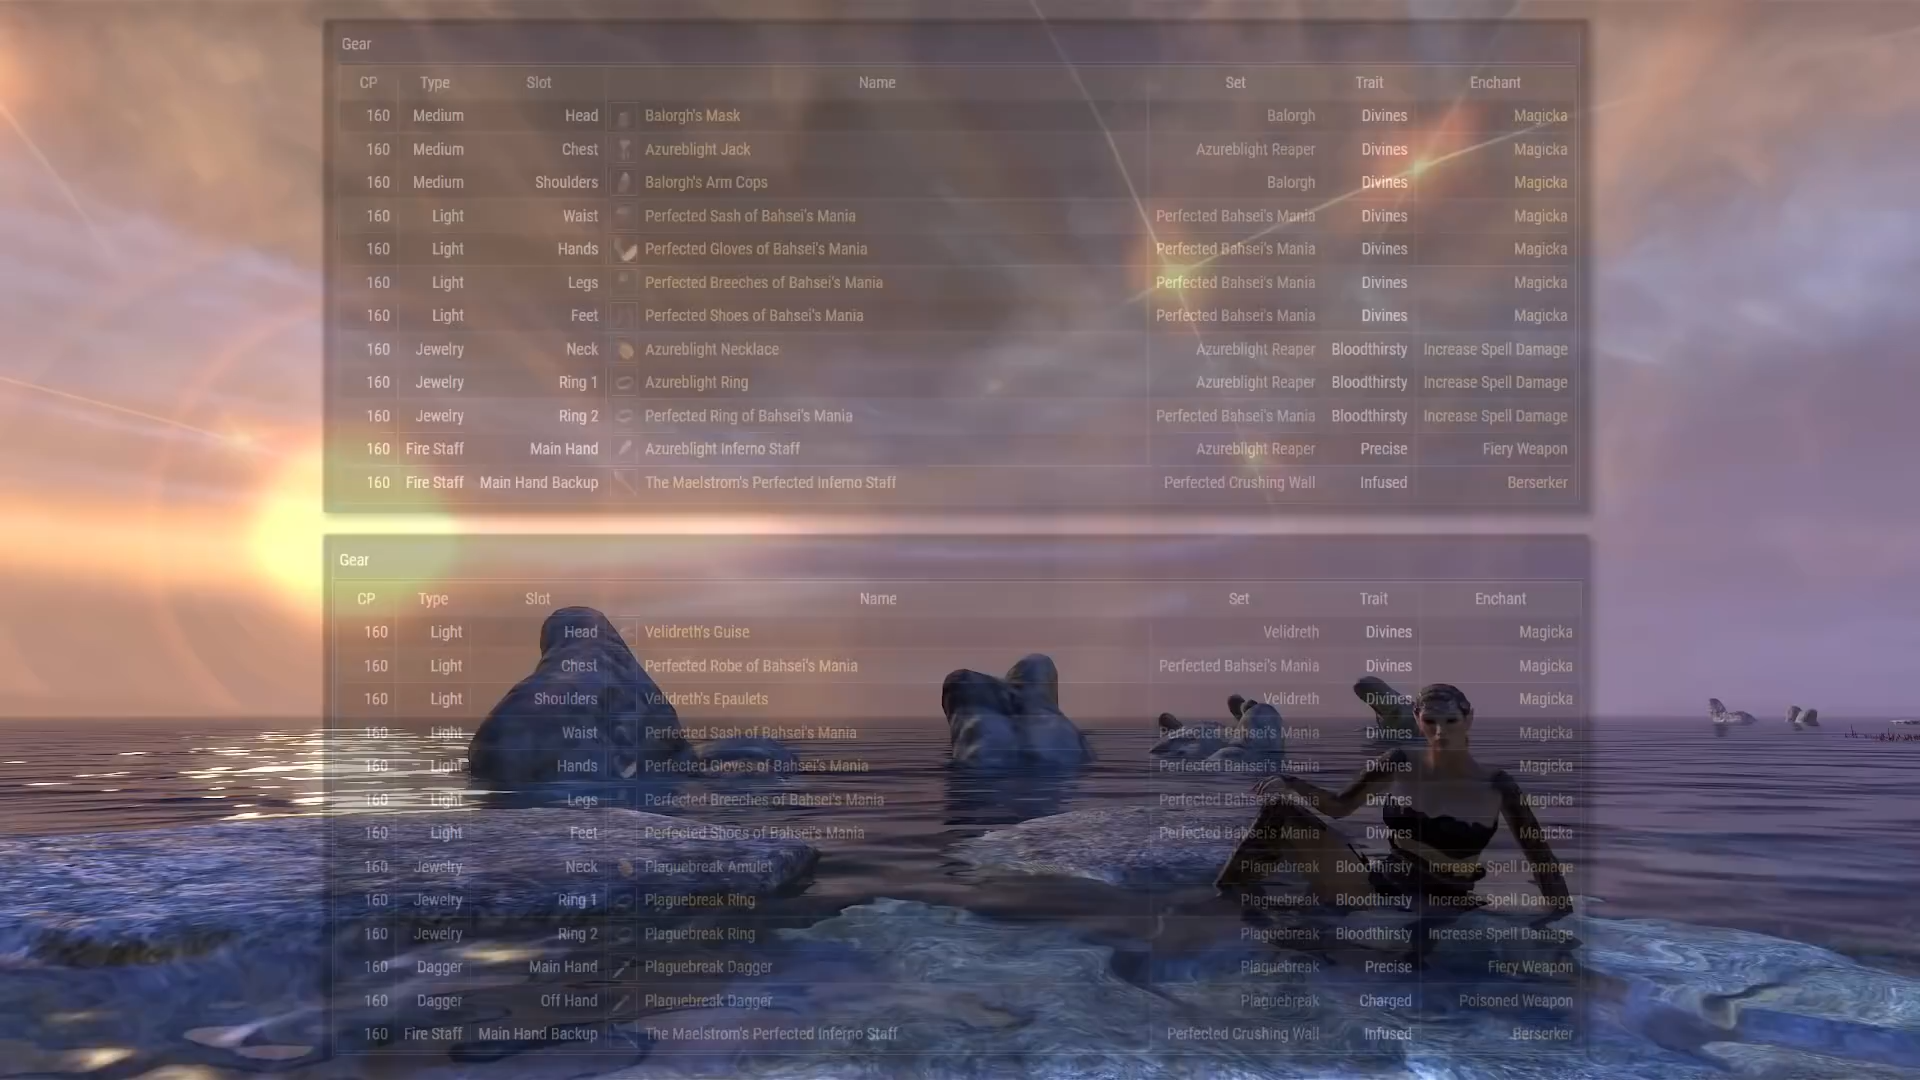 Gear
CP Type Slot Name Set Trait Enchant
160 Medium Head Balorgh's Mask Balorgh Divines Magicka
160 Medium Chest Azureblight Jack Azureblight Reaper Divines Magicka
160 Medium Shoulders Balorgh's Arm Cops Balorgh Divines Magicka
160 Light Waist Perfected Sash of Bahsei's Mania Perfected Bahsei's Mania Divines Magicka
160 Light Hands Perfected Gloves of Bahsei's Mania Perfected Bahsei's Mania Divines Magicka
160 Light Legs Perfected Breeches of Bahsei's Mania Perfected Bahsei's Mania Divines Magicka
160 Light Feet Perfected Shoes of Bahsei's Mania Perfected Bahsei's Mania Divines Magicka
160 Jewelry Neck Azureblight Necklace Azureblight Reaper Bloodthirsty Increase Spell Damage
160 Jewelry Ring 1 Azureblight Ring Azureblight Reaper Bloodthirsty Increase Spell Damage
160 Jewelry Ring 2 Perfected Ring of Bahsei's Mania Perfected Bahsei's Mania Bloodthirsty Increase Spell Damage
160 Fire Staff Main Hand Azureblight Inferno Staff Azureblight Reaper Precise Fiery Weapon
160 Fire Staff Main Hand Backup The Maelstrom's Perfected Inferno Staff Perfected Crushing Wall Infused Berserker
Gear
CP Type Slot Name Set Trait Enchant
160 Light Head Velidreth's Guise Velidreth Divines Magicka
160 Light Chest Perfected Robe of Bahsei's Mania Perfected Bahsei's Mania Divines Magicka
160 Light Shoulders Velidreth's Epaulets Velidreth Divines Magicka
160 Light Waist Perfected Sash of Bahsei's Mania Perfected Bahsei's Mania Divines Magicka
160 Light Hands Perfected Gloves of Bahsei's Mania Perfected Bahsei's Mania Divines Magicka
160 Light Legs Perfected Breeches of Bahsei's Mania Perfected Bahsei's Mania Divines Magicka
160 Light Feet Perfected Shoes of Bahsei's Mania Perfected Bahsei's Mania Divines Magicka
160 Jewelry Neck Plaguebreak Amulet Plaguebreak Bloodthirsty Increase Spell Damage
160 Jewelry Ring 1 Plaguebreak Ring Plaguebreak Bloodthirsty Increase Spell Damage
160 Jewelry Ring 2 Plaguebreak Ring Plaguebreak Bloodthirsty Increase Spell Damage
160 Dagger Main Hand Plaguebreak Dagger Plaguebreak Precise Fiery Weapon
160 Dagger Off Hand Plaguebreak Dagger Plaguebreak Charged Poisoned Weapon
160 Fire Staff Main Hand Backup The Maelstrom's Perfected Inferno Staff Perfected Crushing Wall Infused Berserker